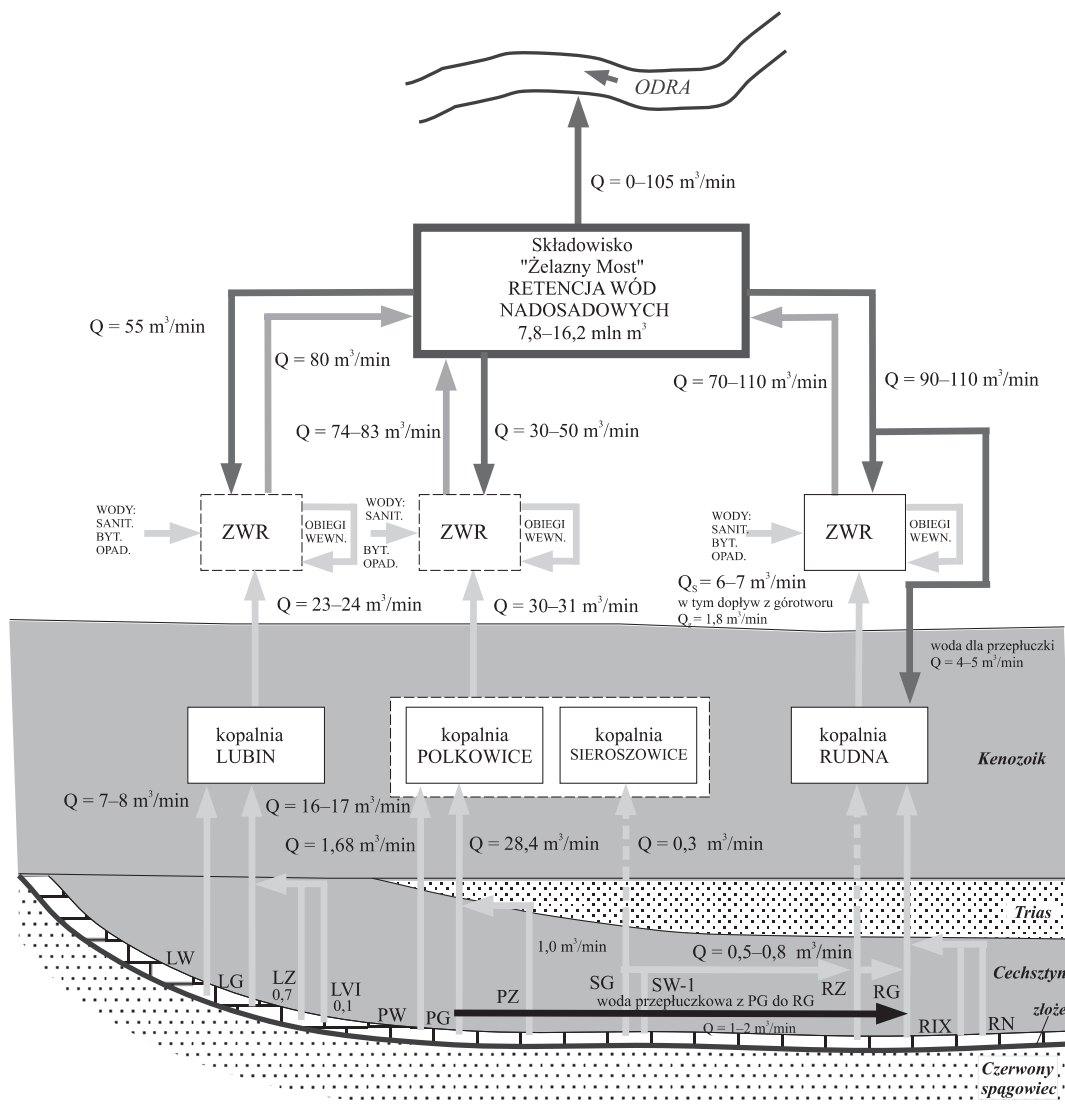 ODRA
Q = 0–105 m³/min
Składowisko
"Żelazny Most"
RETENCJA WÓD
NADOSADOWYCH
7,8–16,2 mln m³
Q = 55 m³/min
Q = 80 m³/min
Q = 74–83 m³/min
Q = 30–50 m³/min
Q = 70–110 m³/min
Q = 90–110 m³/min
WODY:
SANIT.
BYT.
OPAD.
ZWR
OBIEGI
WEWN.
WODY:
SANIT.
BYT.
OPAD.
ZWR
OBIEGI
WEWN.
WODY:
SANIT.
BYT.
OPAD.
ZWR
OBIEGI
WEWN.
Q = 23–24 m³/min
Q = 30–31 m³/min
Qs = 6–7 m³/min
w tym dopływ z górotworu
Q = 1,8 m³/min
woda dla przepłuczki
Q = 4–5 m³/min
kopalnia
LUBIN
kopalnia
POLKOWICE
kopalnia
SIEROSZOWICE
kopalnia
RUDNA
Kenozoik
Q = 7–8 m³/min
Q = 16–17 m³/min
Q = 1,68 m³/min
Q = 28,4 m³/min
Q = 0,3 m³/min
Trias
1,0 m³/min
Q = 0,5–0,8 m³/min
Cechsztyn
LW
LG
LZ
0,7
LVI
0,1
PW
PG
PZ
SG
SW-1
RZ
RG
RIX
RN
złoże
woda przepłuczkowa z PG do RG
Q = 1–2 m³/min
Czerwony
spągowiec